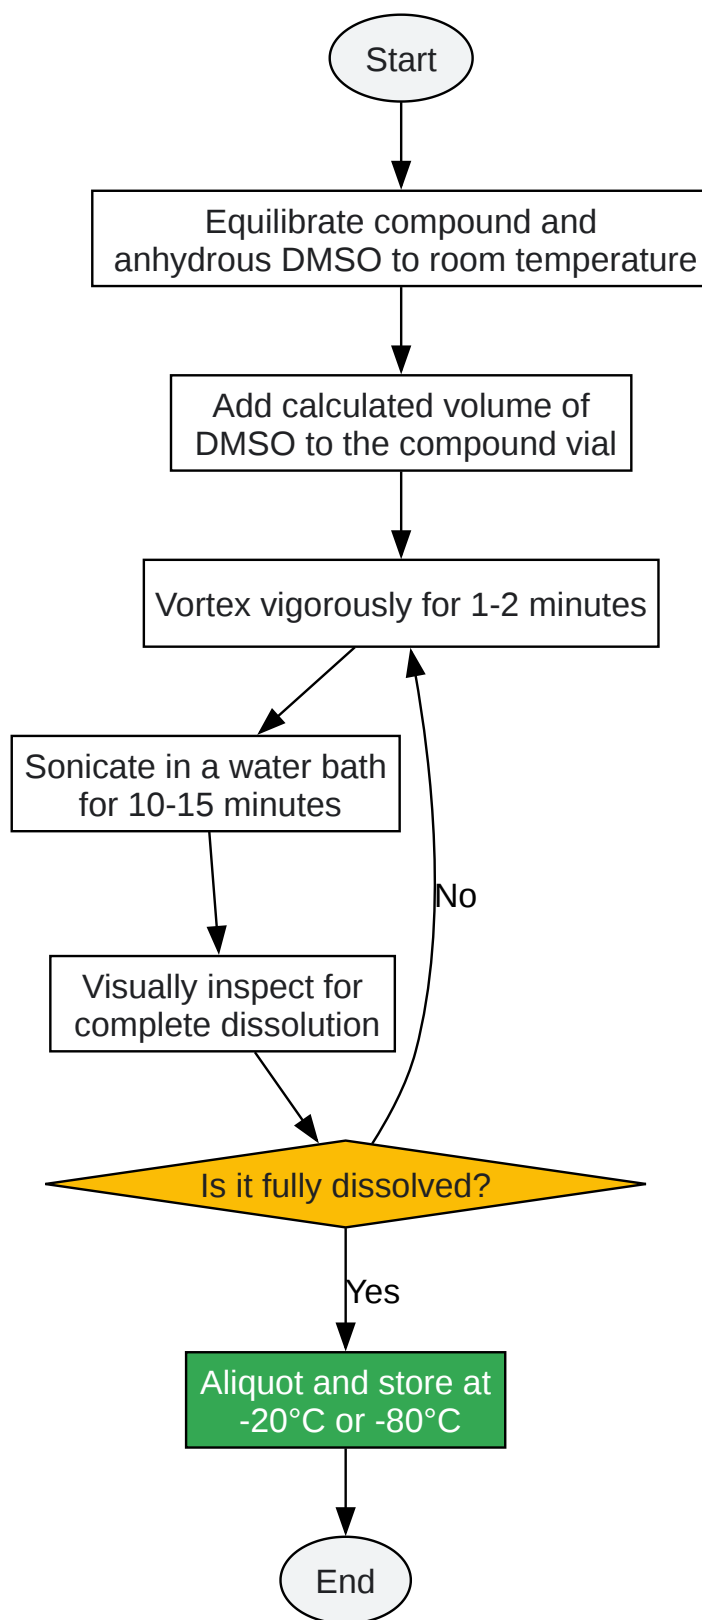 Start
Equilibrate compound and
anhydrous DMSO to room temperature
Add calculated volume of
DMSO to the compound vial
Vortex vigorously for 1-2 minutes
Sonicate in a water bath
for 10-15 minutes
No
Visually inspect for
complete dissolution
Is it fully dissolved?
Yes
Aliquot and store at
-20°C or -80°C
End